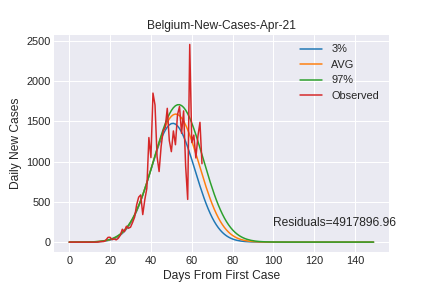 Belgium-New-Cases-Apr-21
2500
2000
1500
1000
500
0
Daily New Cases
3%
AVG
97%
Observed
Residuals=4917896.96
0 20 40 60 80 100 120 140
Days From First Case